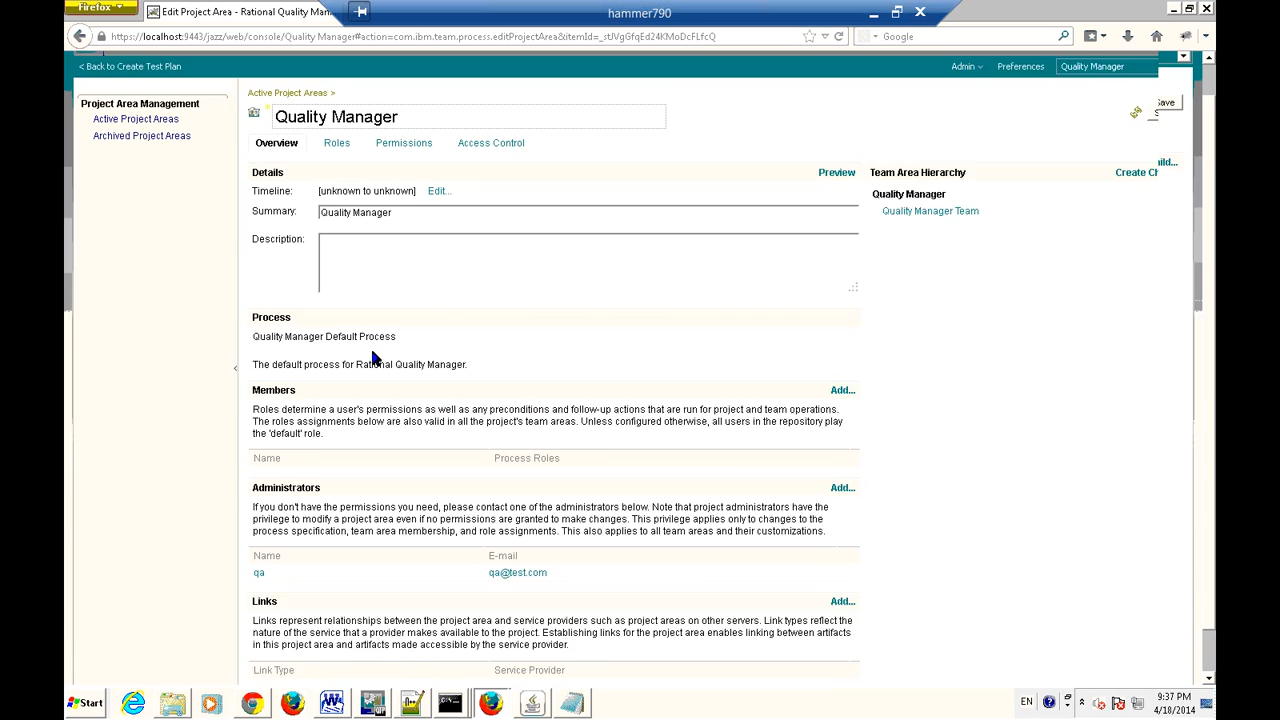 Firefox
Edit Project Area - Rational Quality Man...
hammer790
https://localhost:9443/jazz/web/console/Quality Manager#action=com.ibm.team.process.editProjectArea&itemId=
Google
< Back to Create Test Plan
Admin
Preferences
Quality Manager
Project Area Management
Active Project Areas
Archived Project Areas
Active Project Areas >
Quality Manager
ave
Overview
Roles
Permissions
Access Control
Details
Preview
Timeline:
[unknown to unknown]
Edit...
Summary:
Quality Manager
Description:
Team Area Hierarchy
Create Ch
ild...
Quality Manager
Quality Manager Team
Process
Quality Manager Default Process
The default process for Rational Quality Manager.
Members
Add...
Roles determine a user's permissions as well as any preconditions and follow-up actions that are run for project and team operations.
The roles assignments below are also valid in all the project's team areas. Unless configured otherwise, all users in the repository play
the 'default' role.
Name
Process Roles
Administrators
Add...
If you don't have the permissions you need, please contact one of the administrators below. Note that project administrators have the
privilege to modify a project area even if no permissions are granted to make changes. This privilege applies only to changes to the
process specification, team area membership, and role assignments. This also applies to all team areas and their customizations.
Name
E-mail
qa
qa@test.com
Links
Add...
Links represent relationships between the project area and service providers such as project areas on other servers. Link types reflect the
nature of the service that a provider makes available to the project. Establishing links for the project area enables linking between artifacts
in this project area and artifacts made accessible by the service provider.
Link Type
Service Provider
Start
EN
9:37 PM
4/18/2014